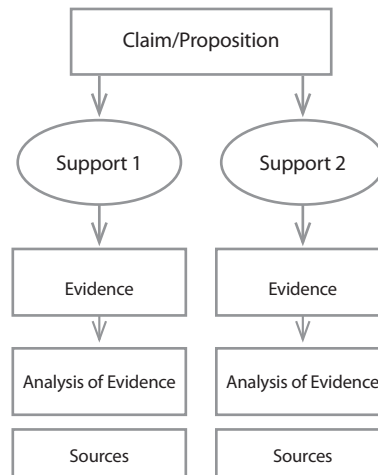 Claim/Proposition
Support 1
Support 2
Evidence
Evidence
Analysis of Evidence
Analysis of Evidence
Sources
Sources